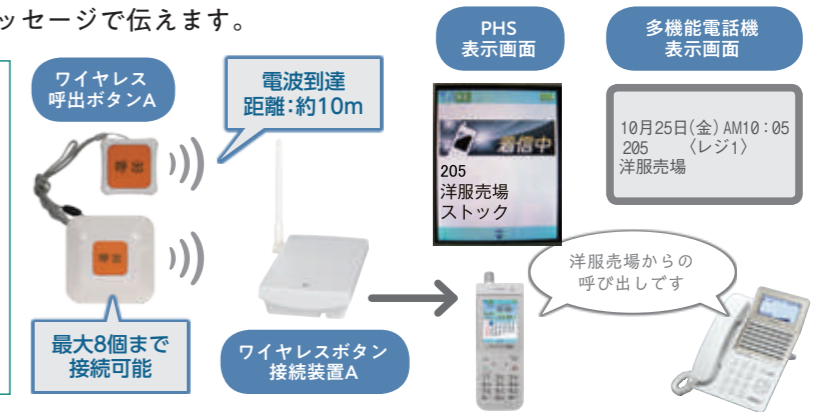 ッセージで伝えます。
PHS
表示画面
多機能電話機
表示画面
ワイヤレス
呼出ボタンA
電波到達
距離:約10m
呼出
呼出
着信中
205
洋服売場
ストック
10月25日(金) AM10:05
205 〈レジ1〉
洋服売場
洋服売場からの
呼び出しです
最大8個まで
接続可能
ワイヤレスボタン
接続装置A